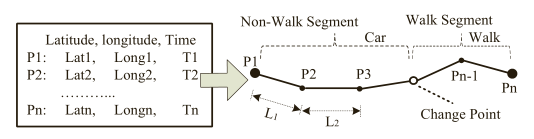 Latitude, longitude, Time
P1: Lat1, Long1, T1
P2: Lat2, Long2, T2
............
Pn: Latn, Longn, Tn
Non-Walk Segment
Walk Segment
Car
Walk
P1
P2
P3
Pn-1
Pn
L1
L2
Change Point